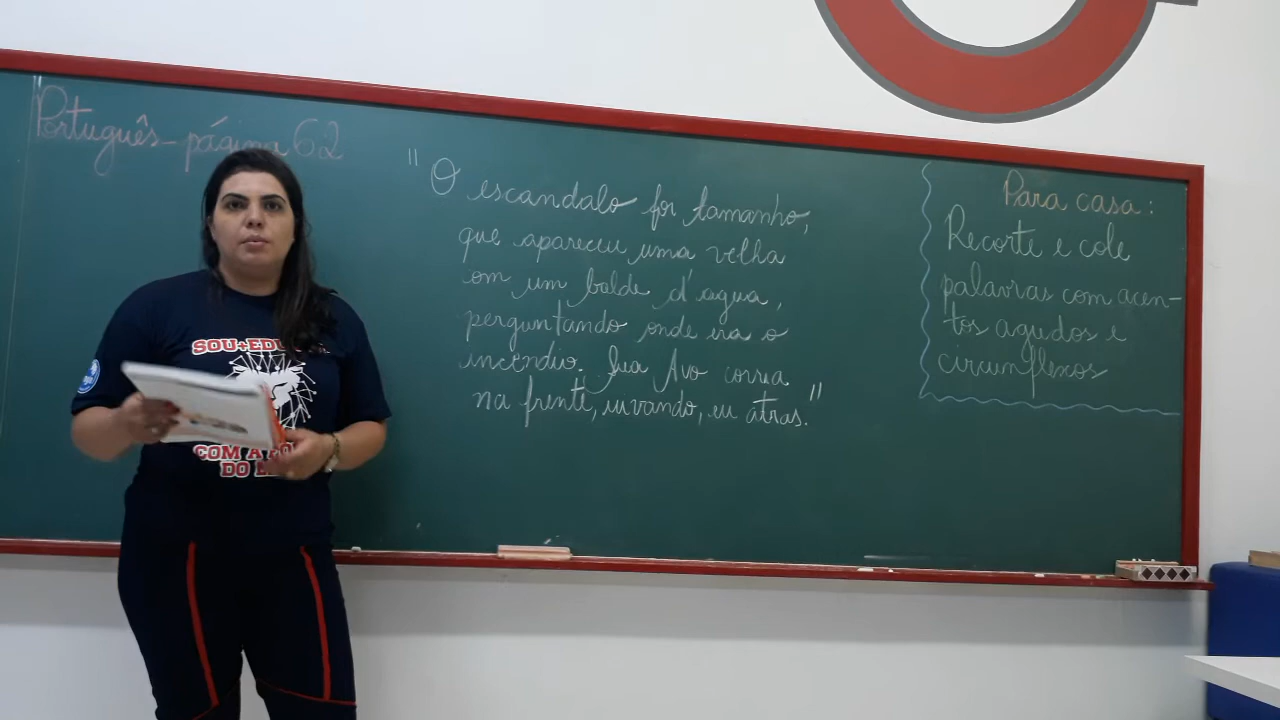 Português - página 62
" O escandalo foi tamanho,
que apareceu uma velha
com um balde d'agua,
perguntando onde era o
incêndio. Sua Avo corria
na frente, uivando, eu atras."
Para casa:
Recorte e cole
palavras com acen-
tos agudos e
circunflexos
SOU+EDU
COM A
DO